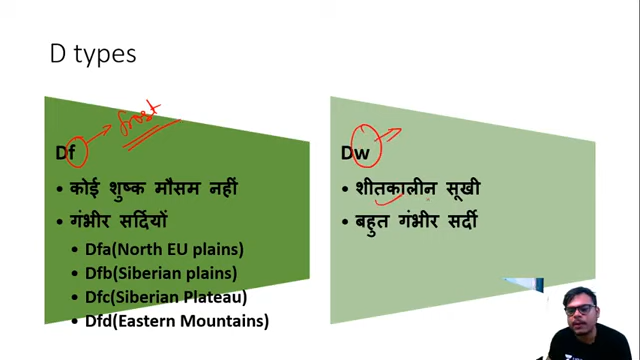 D types
Df
frost
• कोई शुष्क मौसम नहीं
• गंभीर सर्दियों
• Dfa(North EU plains)
• Dfb(Siberian plains)
• Dfc(Siberian Plateau)
• Dfd(Eastern Mountains)
Dw
• शीतकालीन सूखी
• बहुत गंभीर सर्दी